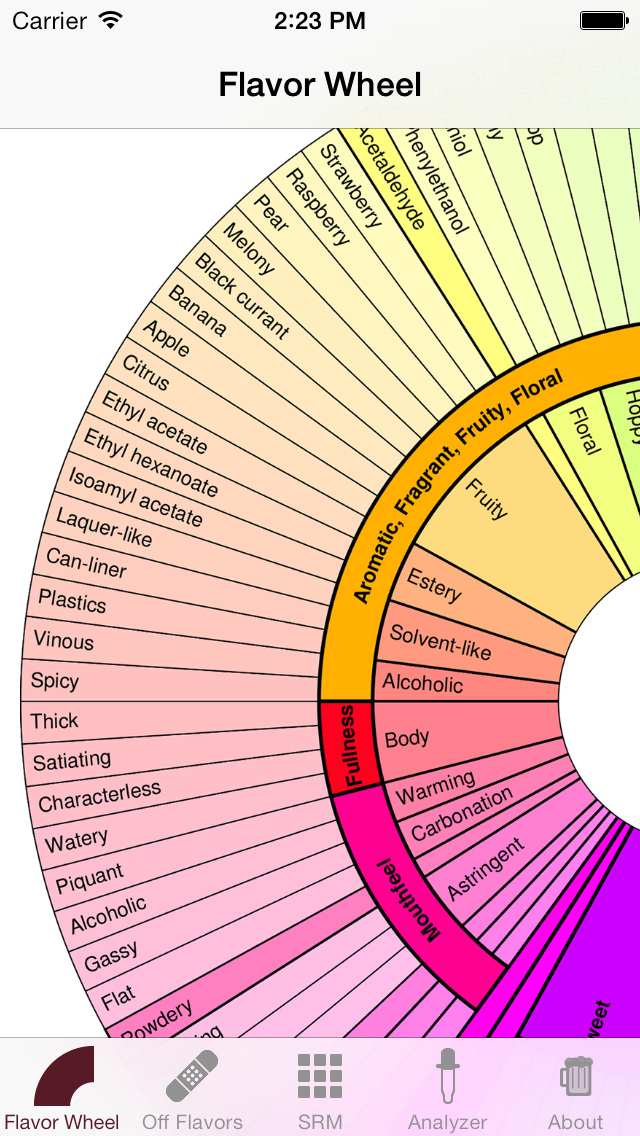 Carrier 2:23 PM
Flavor Wheel
Acetaldehyde
Strawberry
Raspberry
Pear
Melony
Black currant
Banana
Apple
Citrus
Ethyl acetate
Ethyl hexanoate
Isoamyl acetate
Laquer-like
Can-liner
Plastics
Vinous
Spicy
Thick
Satiating
Characterless
Watery
Piquant
Alcoholic
Gassy
Flat
Powdery
Aromatic, Fragrant, Fruity, Floral
Fullness
Mouthfeel
Hoppy
Floral
Fruity
Estery
Solvent-like
Alcoholic
Body
Warming
Carbonation
Astringent
Flavor Wheel
Off Flavors
SRM
Analyzer
About